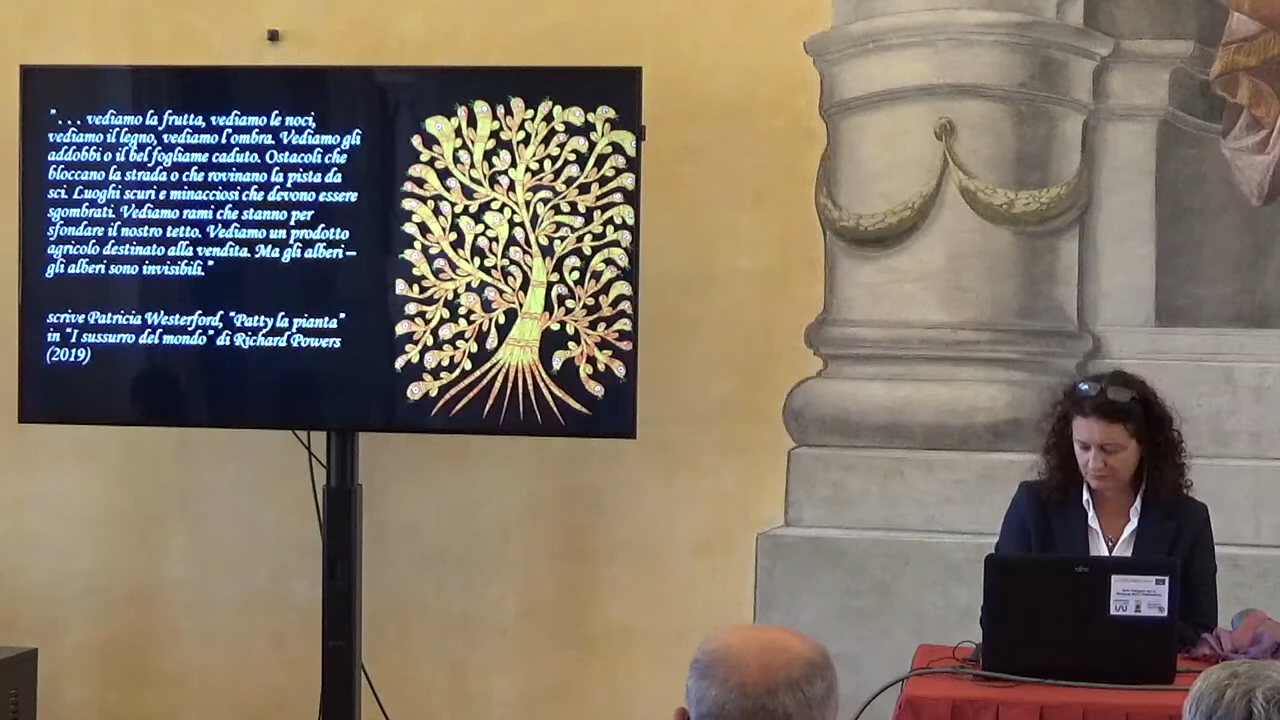 ". . . vediamo la frutta, vediamo le noci,
vediamo il legno, vediamo l'ombra. Vediamo gli
addobbi o il bel fogliame caduto. Ostacoli che
bloccano la strada o che rovinano la pista da
sci. Luoghi scuri e minacciosi che devono essere
sgombrati. Vediamo rami che stanno per
sfondare il nostro tetto. Vediamo un prodotto
agricolo destinato alla vendita. Ma gli alberi –
gli alberi sono invisibili."
scrive Patricia Westerford, "Patty la pianta"
in "I sussurro del mondo" di Richard Powers
(2019)